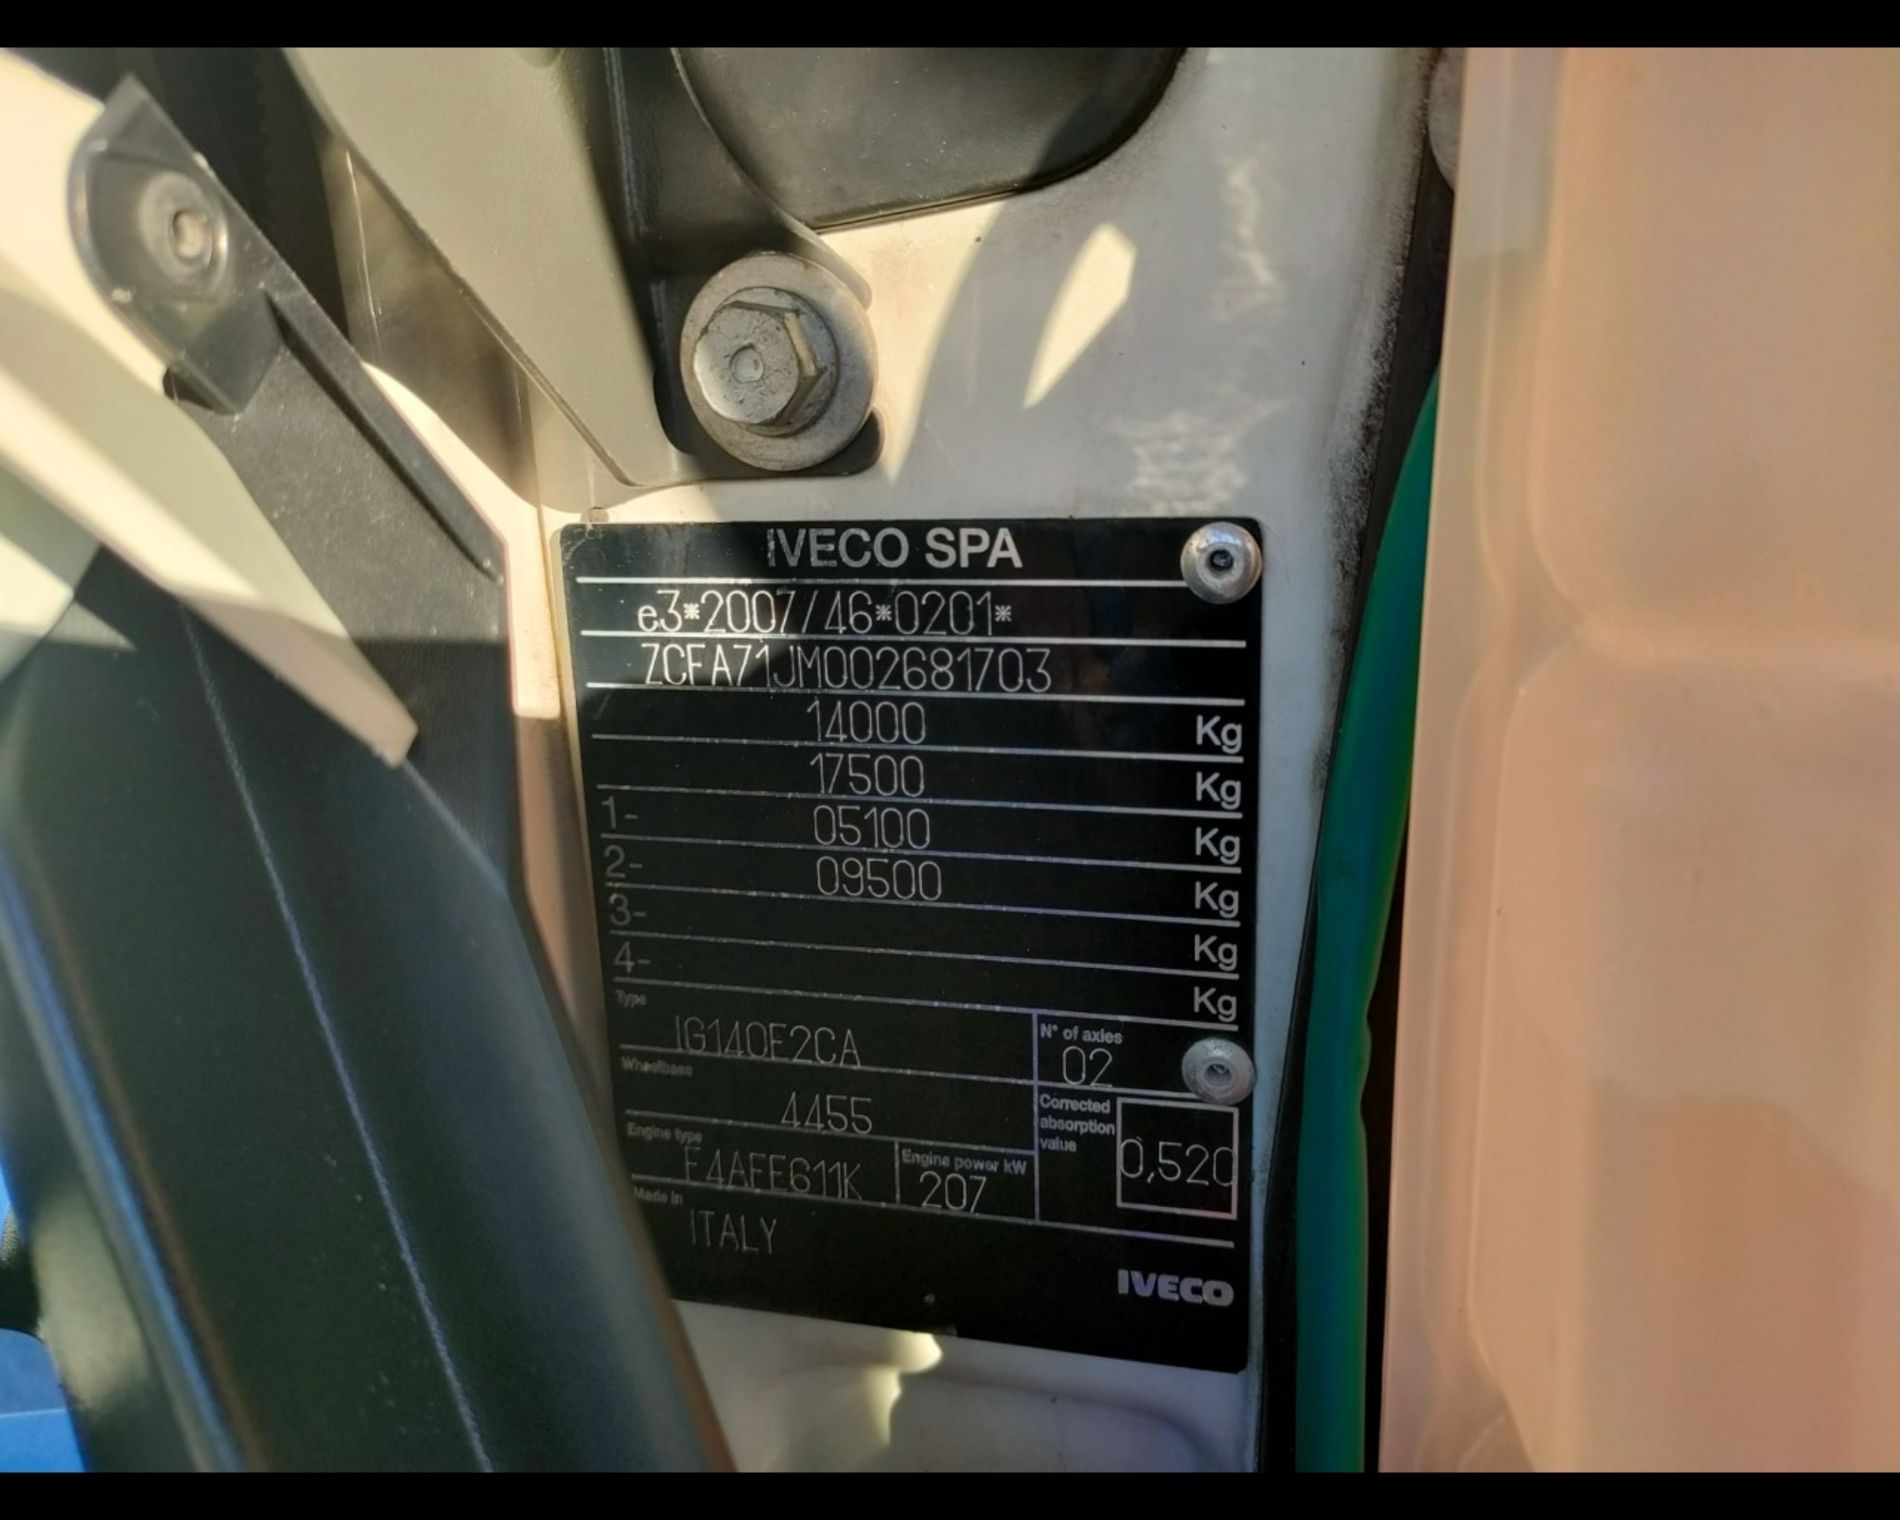 IVECO SPA
e3*2007/46*0201*
ZCFA71JM002681703
14000 Kg
17500 Kg
1- 05100 Kg
2- 09500 Kg
3- Kg
4- Kg
Type
IG140E2CA
N° of axles
02
Wheelbase
4455
Corrected
absorption
value
0,520
Engine type
F4AFE611K
Engine power kW
207
Made in
ITALY
IVECO